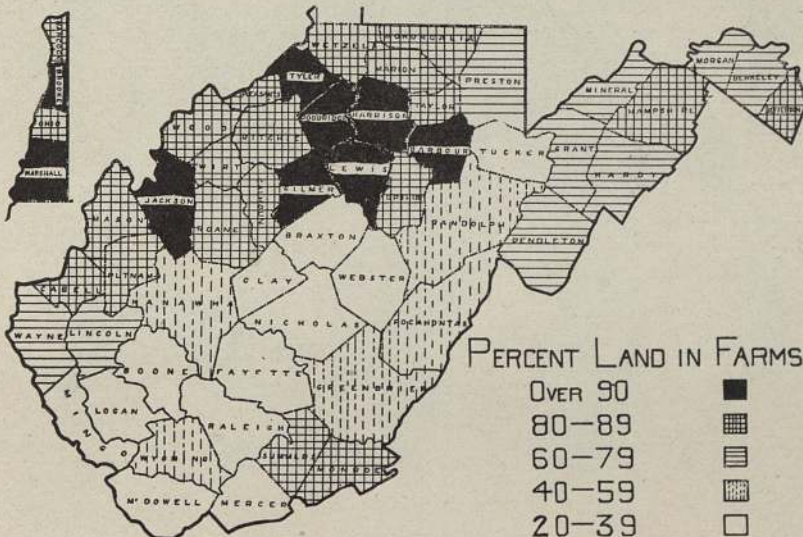 HANCOCK
BROOKE
OHIO
MARSHALL
WETZEL
MONONGALIA
MARION
PRESTON
TYLER
PLEASANTS
DODDRIDGE
HARRISON
TAYLOR
WOOD
RITCHIE
BARBOUR
TUCKER
MORGAN
BERKELEY
JEFFERSON
MINERAL
HAMPSHIRE
GRANT
HARDY
WIRT
LEWIS
JACKSON
GILMER
UPSHUR
RANDOLPH
PENDLETON
MASON
ROANE
CALHOUN
BRAXTON
PUTNAM
CLAY
WEBSTER
CABELL
KANAWHA
NICHOLAS
POCAHONTAS
WAYNE
LINCOLN
BOONE
FAYETTE
GREENBRIER
MINGO
LOGAN
RALEIGH
WYOMING
SUMMERS
MONROE
McDOWELL
MERCER
PERCENT LAND IN FARMS
OVER 90
80-89
60-79
40-59
20-39